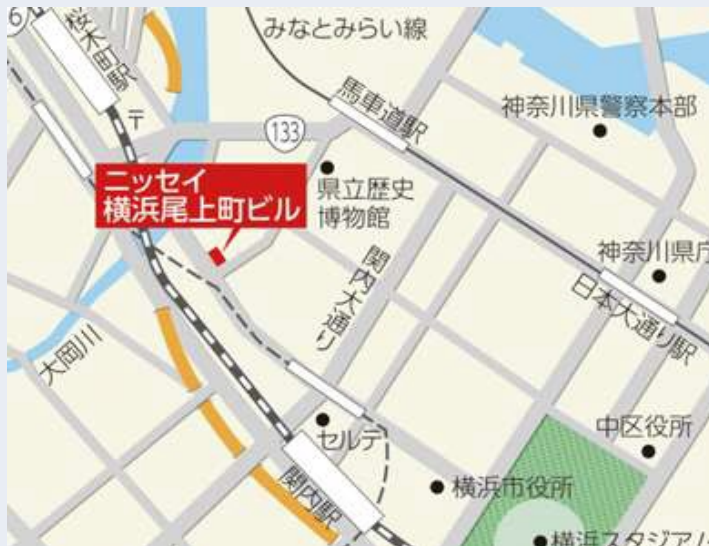 6
みなとみらい線
桜木町駅
〒
133
馬車道駅
神奈川県警察本部
ニッセイ
横浜尾上町ビル
県立歴史
博物館
神奈川県庁
関内大通り
日本大通り駅
大岡川
セルテ
中区役所
関内駅
横浜市役所
横浜スタジアム